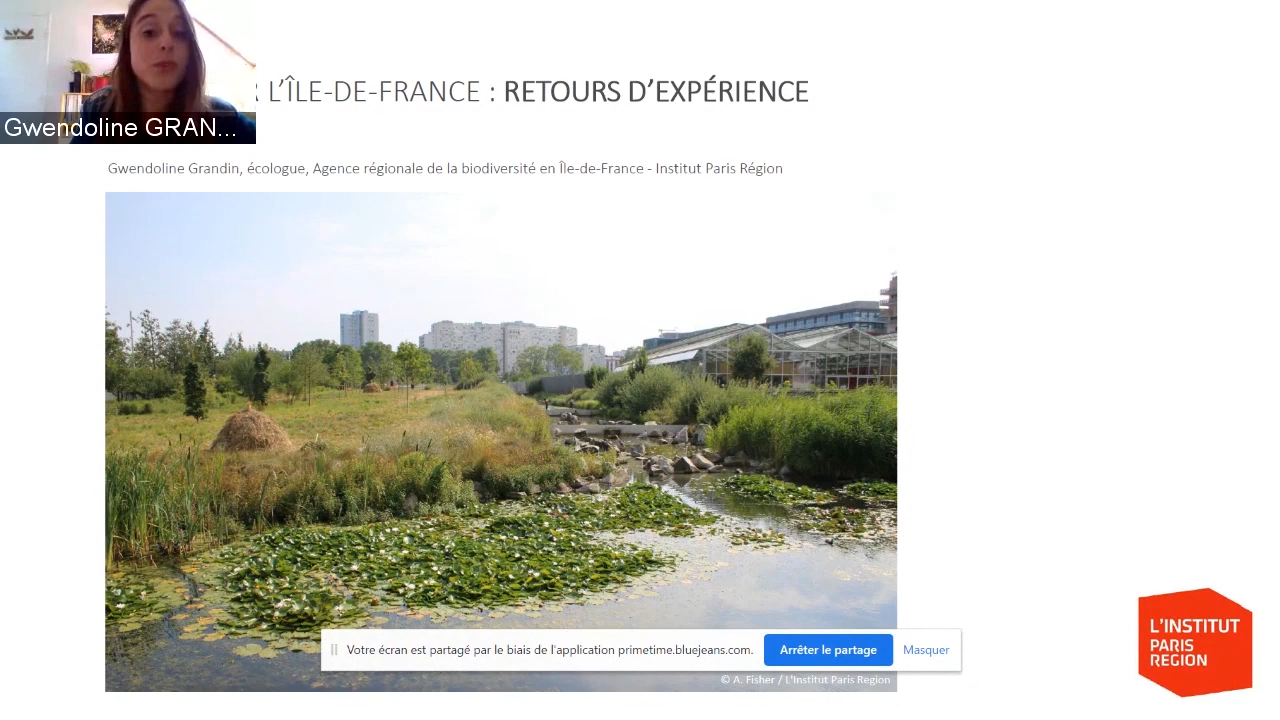 L'ÎLE-DE-FRANCE : RETOURS D'EXPÉRIENCE
Gwendoline GRAN...
Gwendoline Grandin, écologue, Agence régionale de la biodiversité en Île-de-France - Institut Paris Région
Votre écran est partagé par le biais de l'application primetime.bluejeans.com.
Arrêter le partage
Masquer
© A. Fisher / L'Institut Paris Region
L'INSTITUT
PARIS
REGION